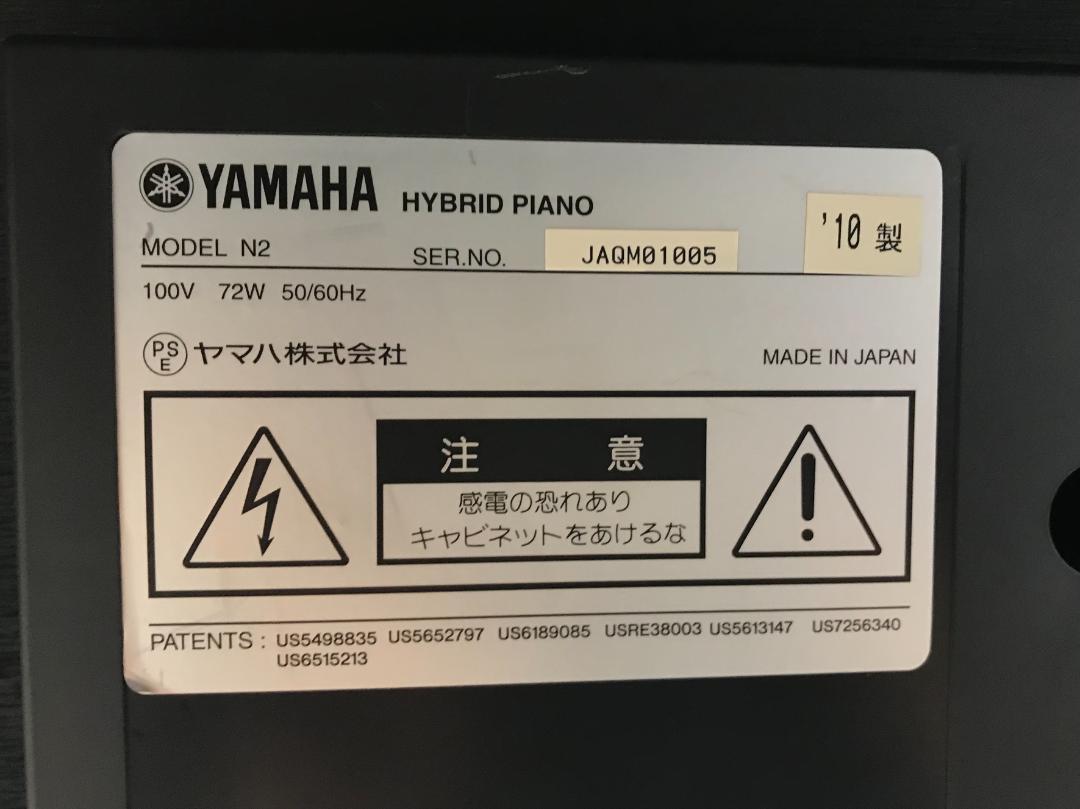 YAMAHA HYBRID PIANO
MODEL N2 SER.NO. JAQM01005 '10 製
100V 72W 50/60Hz
PSE ヤマハ株式会社 MADE IN JAPAN
注 意
感電の恐れあり
キャビネットをあけるな
PATENTS : US5498835 US5652797 US6189085 USRE38003 US5613147 US7256340
US6515213